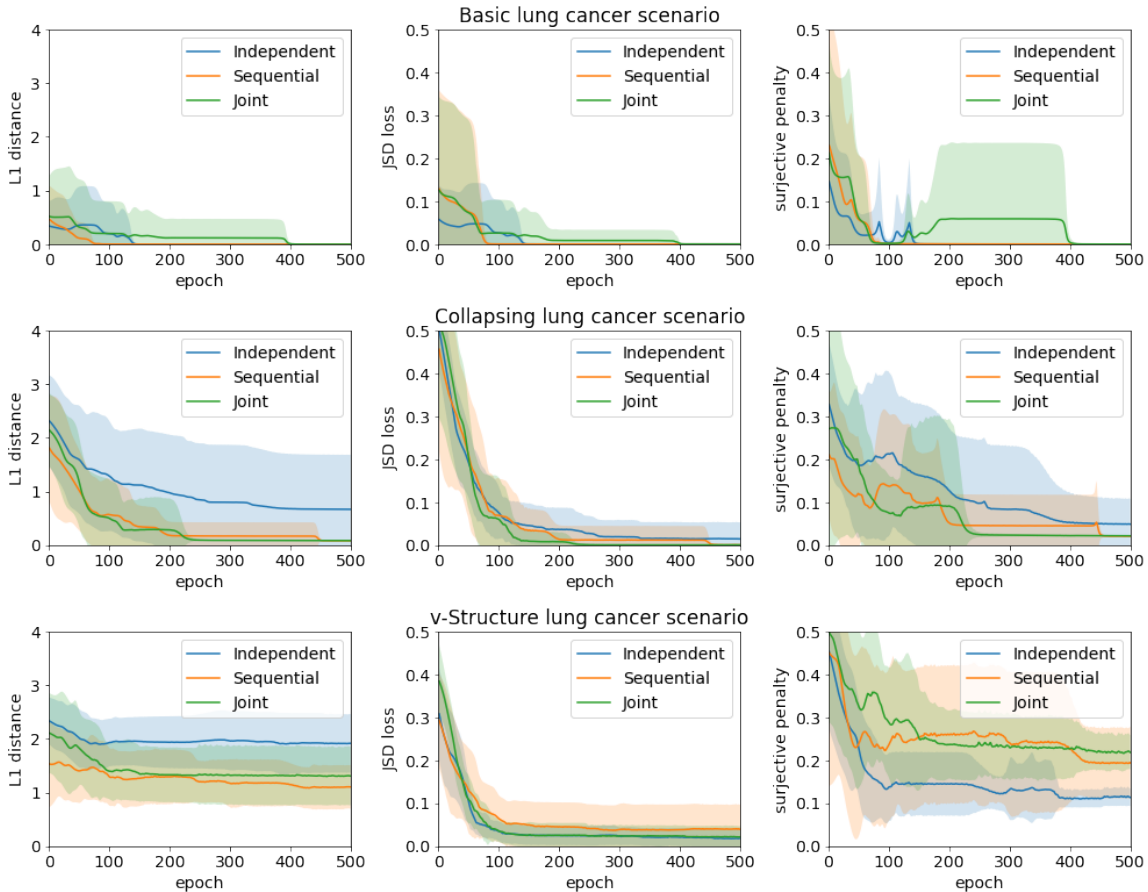 Basic lung cancer scenario
L1 distance
4
3
2
1
0
Independent
Sequential
Joint
0 100 200 300 400 500
epoch
JSD loss
0.5
0.4
0.3
0.2
0.1
0.0
Independent
Sequential
Joint
0 100 200 300 400 500
epoch
surjective penalty
0.5
0.4
0.3
0.2
0.1
0.0
Independent
Sequential
Joint
0 100 200 300 400 500
epoch
Collapsing lung cancer scenario
L1 distance
4
3
2
1
0
Independent
Sequential
Joint
0 100 200 300 400 500
epoch
JSD loss
0.5
0.4
0.3
0.2
0.1
0.0
Independent
Sequential
Joint
0 100 200 300 400 500
epoch
surjective penalty
0.5
0.4
0.3
0.2
0.1
0.0
Independent
Sequential
Joint
0 100 200 300 400 500
epoch
v-Structure lung cancer scenario
L1 distance
4
3
2
1
0
Independent
Sequential
Joint
0 100 200 300 400 500
epoch
JSD loss
0.5
0.4
0.3
0.2
0.1
0.0
Independent
Sequential
Joint
0 100 200 300 400 500
epoch
surjective penalty
0.5
0.4
0.3
0.2
0.1
0.0
Independent
Sequential
Joint
0 100 200 300 400 500
epoch